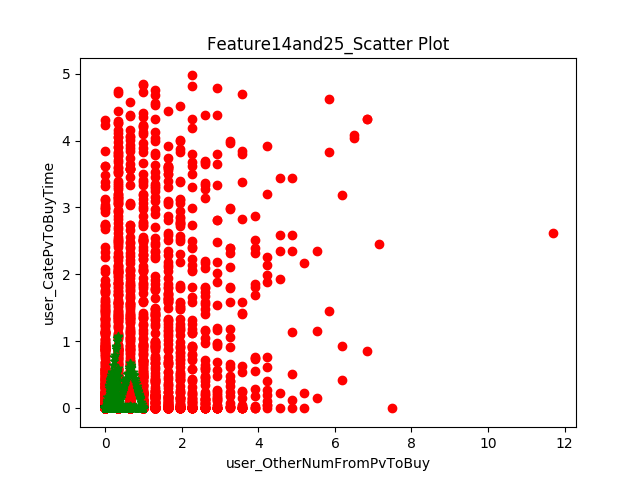 Feature14and25_Scatter Plot
5
4
3
2
1
0
user_CatePvToBuyTime
0 2 4 6 8 10 12
user_OtherNumFromPvToBuy